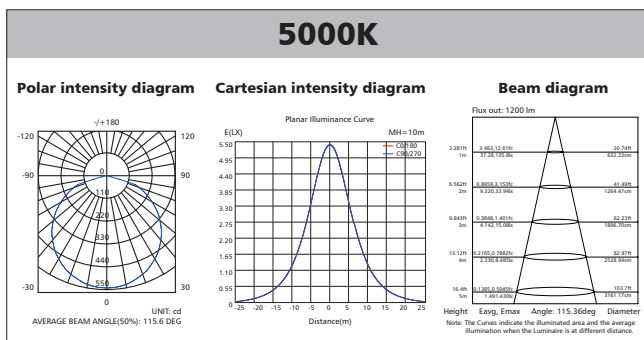 5000K
Polar intensity diagram
-/+180
-120
120
-90
90
0
110
220
330
440
550
-30
30
0
UNIT: cd
AVERAGE BEAM ANGLE(50%): 115.6 DEG
Cartesian intensity diagram
Planar Illuminance Curve
E(LX)
MH=10m
C0/180
C90/270
5.50
4.95
4.40
3.85
3.30
2.75
2.20
1.65
1.10
0.55
0
-25 -20 -15 -10 -5 0 5 10 15 20 25
Distance(m)
Beam diagram
Flux out: 1200 lm
3.281ft 3.463,12.61fc 20.74ft
1m 37.28,135.8lx 632.23cm
6.562ft 0.8659,3.153fc 41.49ft
2m 9.320,33.94lx 1264.47cm
9.843ft 0.3848,1.401fc 62.23ft
3m 4.142,15.08lx 1896.70cm
13.12ft 0.2165,0.7882fc 82.97ft
4m 2.330,8.485lx 2528.94cm
16.4ft 0.1385,0.5045fc 103.7ft
5m 3161.17cm
Height Eavg, Emax Angle: 115.36deg Diameter
Note: The Curves indicate the illuminated area and the average
illumination when the Luminaire is at different distance.